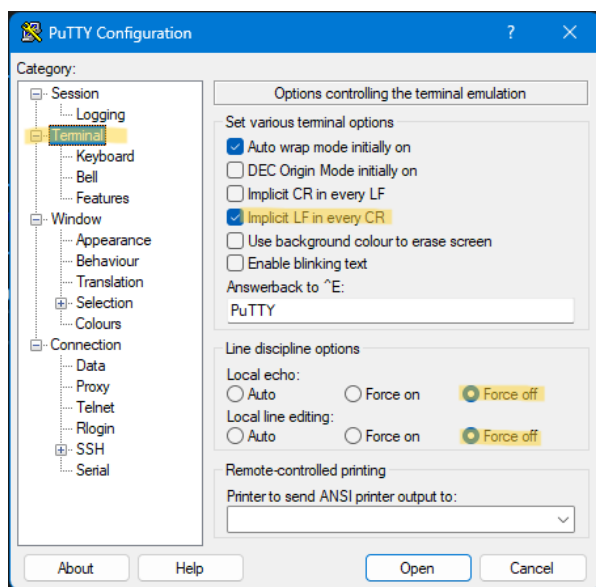 PuTTY Configuration
?
Category:
Session
Logging
Terminal
Keyboard
Bell
Features
Window
Appearance
Behaviour
Translation
Selection
Colours
Connection
Data
Proxy
Telnet
Rlogin
SSH
Serial
Options controlling the terminal emulation
Set various terminal options
Auto wrap mode initially on
DEC Origin Mode initially on
Implicit CR in every LF
Implicit LF in every CR
Use background colour to erase screen
Enable blinking text
Answerback to ^E:
PuTTY
Line discipline options
Local echo:
Auto Force on Force off
Local line editing:
Auto Force on Force off
Remote-controlled printing
Printer to send ANSI printer output to:
About Help Open Cancel